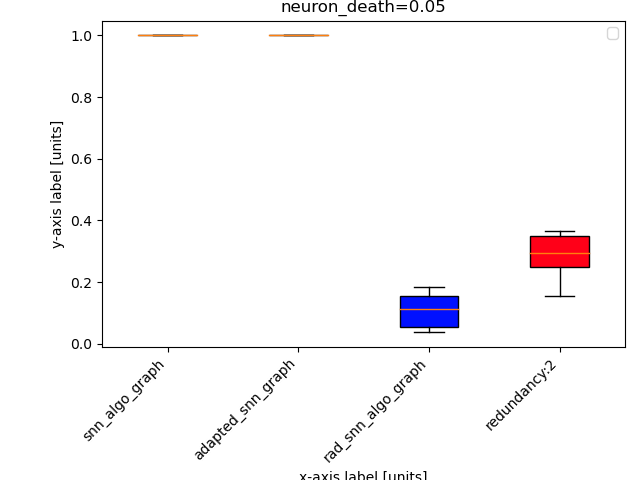 neuron_death=0.05
y-axis label [units]
1.0
0.8
0.6
0.4
0.2
0.0
snn_algo_graph
adapted_snn_graph
rad_snn_algo_graph
redundancy:2
x-axis label [units]